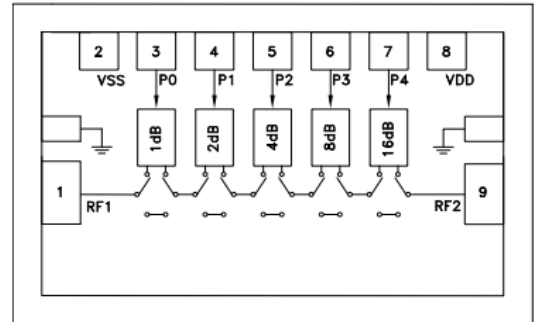 2 3 4 5 6 7 8
VSS P0 P1 P2 P3 P4 VDD
1dB 2dB 4dB 8dB 16dB
1 9
RF1 RF2